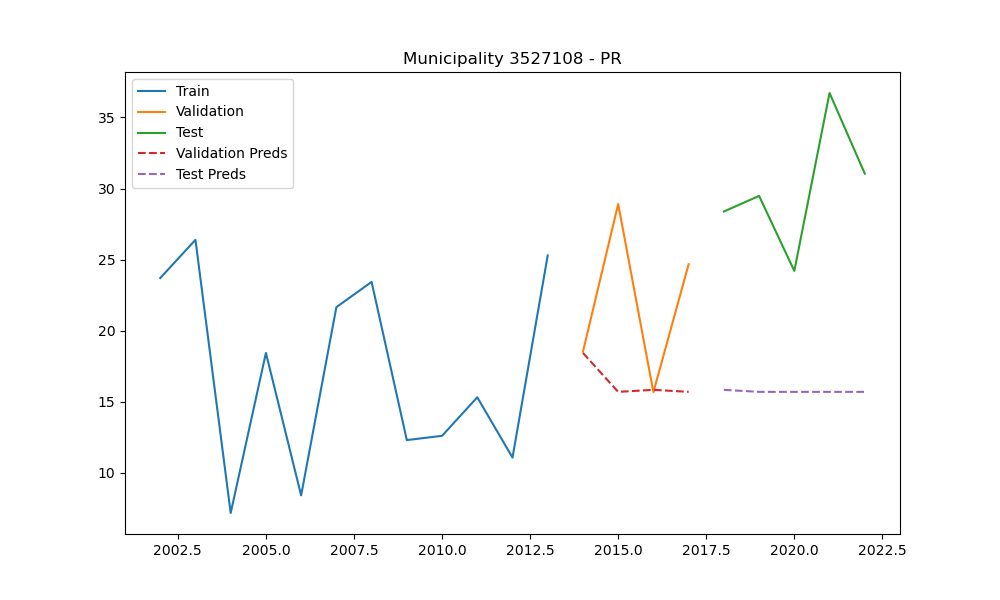 Municipality 3527108 - PR
Train
Validation
Test
Validation Preds
Test Preds
35
30
25
20
15
10
2002.5 2005.0 2007.5 2010.0 2012.5 2015.0 2017.5 2020.0 2022.5